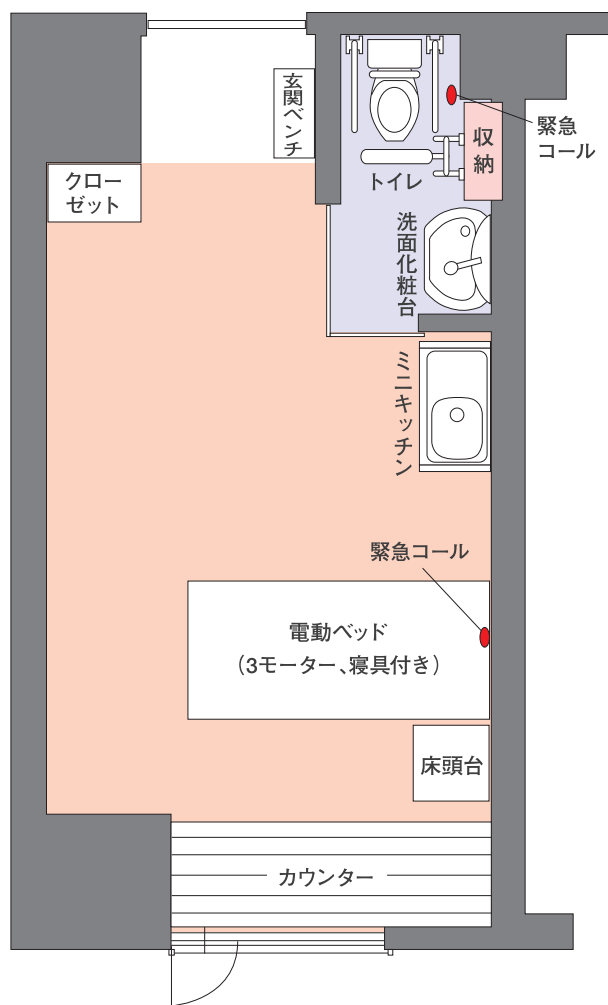 玄関ベンチ
緊急
コール
収納
クロー
ゼット
トイレ
洗面化粧台
ミニキッチン
緊急コール
電動ベッド
（3モーター、寝具付き）
床頭台
カウンター